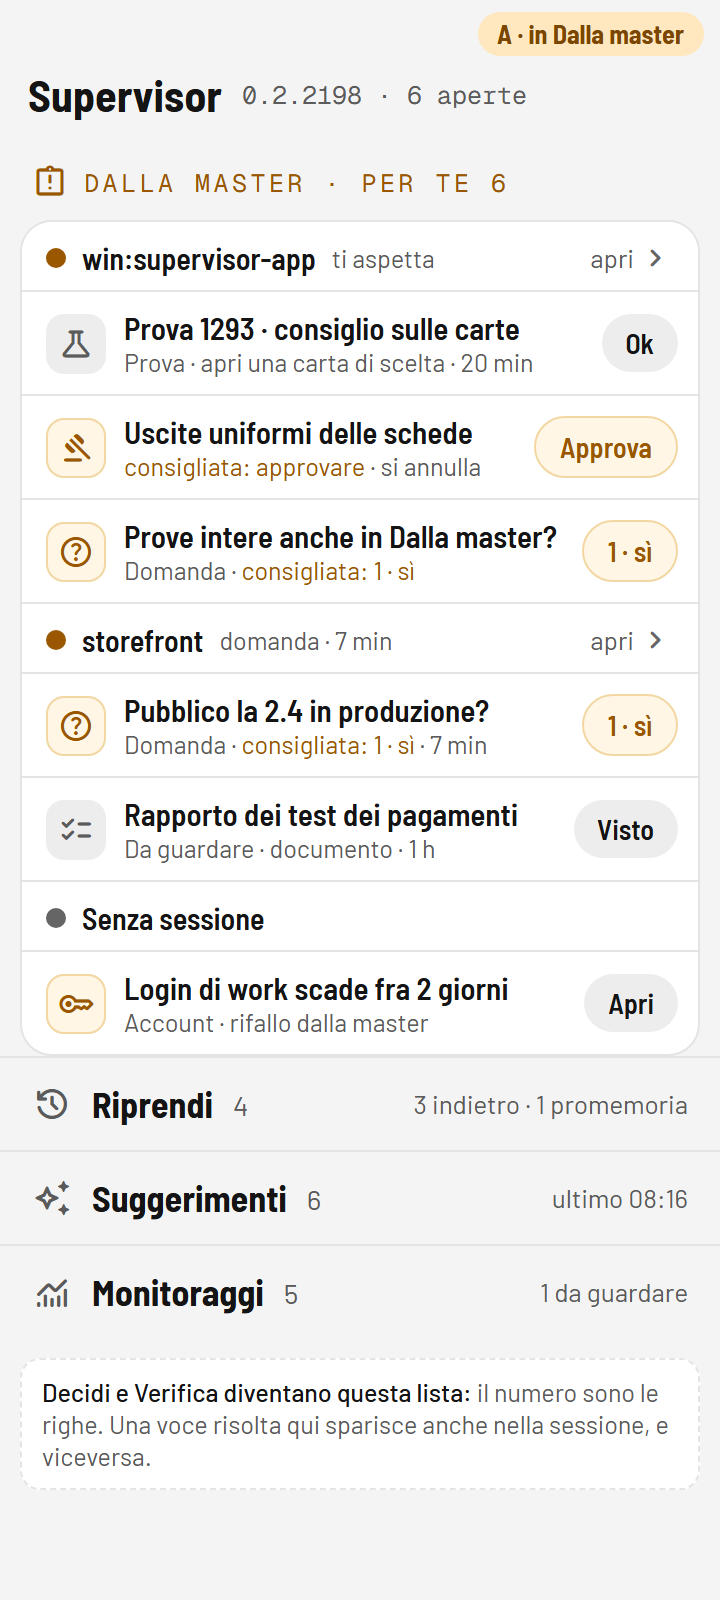 A · in Dalla master
Supervisor 0.2.2198 · 6 aperte
DALLA MASTER · PER TE 6
win:supervisor-app ti aspetta apri
Prova 1293 · consiglio sulle carte
Prova · apri una carta di scelta · 20 min
Ok
Uscite uniformi delle schede
consigliata: approvare · si annulla
Approva
Prove intere anche in Dalla master?
Domanda · consigliata: 1 · sì
1 · sì
storefront domanda · 7 min apri
Pubblico la 2.4 in produzione?
Domanda · consigliata: 1 · sì · 7 min
1 · sì
Rapporto dei test dei pagamenti
Da guardare · documento · 1 h
Visto
Senza sessione
Login di work scade fra 2 giorni
Account · rifallo dalla master
Apri
Riprendi 4 3 indietro · 1 promemoria
Suggerimenti 6 ultimo 08:16
Monitoraggi 5 1 da guardare
Decidi e Verifica diventano questa lista: il numero sono le
righe. Una voce risolta qui sparisce anche nella sessione, e
viceversa.